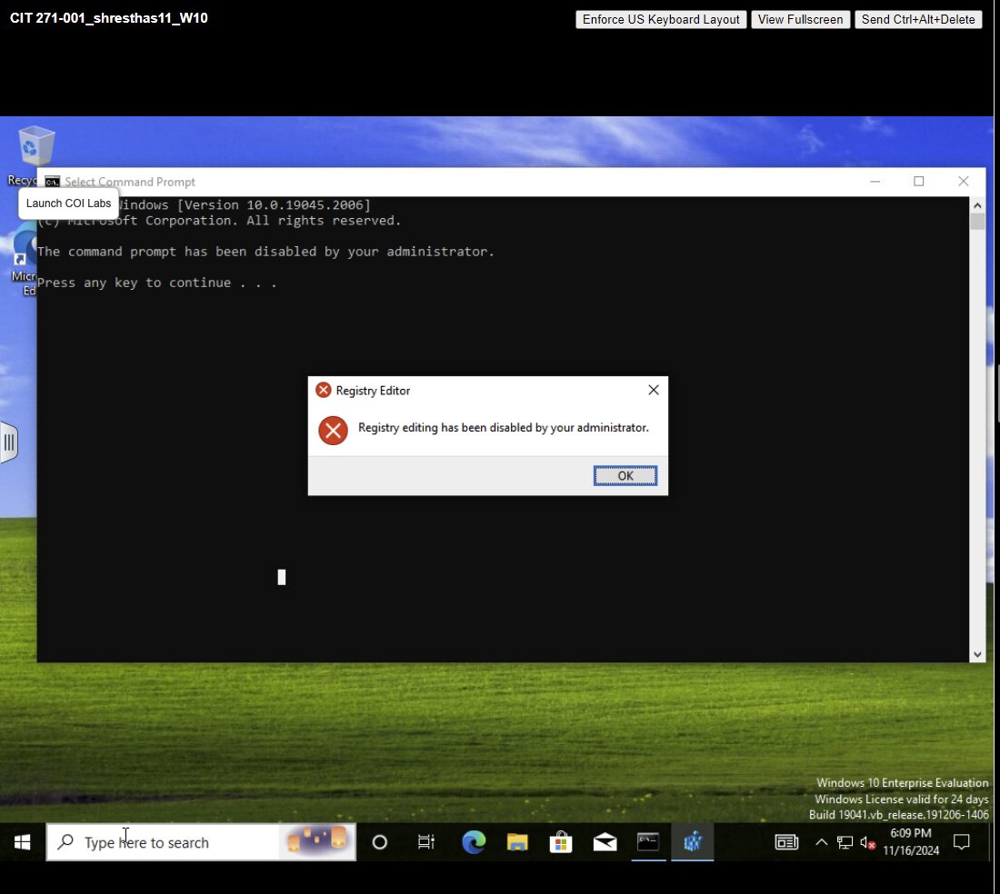 CIT 271-001_shresthas11_W10
Enforce US Keyboard Layout
View Fullscreen
Send Ctrl+Alt+Delete
Recyc
Select Command Prompt
Launch COI Labs
Windows [Version 10.0.19045.2006]
(c) Microsoft Corporation. All rights reserved.
The command prompt has been disabled by your administrator.
Micr
Ed
Press any key to continue . . .
Registry Editor
Registry editing has been disabled by your administrator.
OK
Windows 10 Enterprise Evaluation
Windows License valid for 24 days
Build 19041.vb_release.191206-1406
Type here to search
6:09 PM
11/16/2024